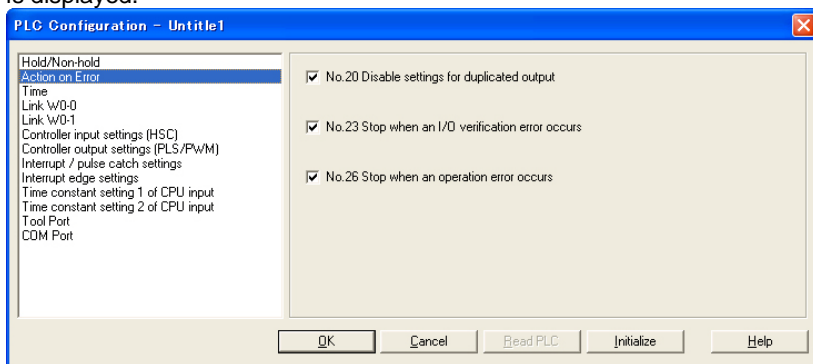 is displayed.
PLC Configuration - Untitle1
Hold/Non-hold
Action on Error
Time
Link W0-0
Link W0-1
Controller input settings (HSC)
Controller output settings (PLS/PWM)
Interrupt / pulse catch settings
Interrupt edge settings
Time constant setting 1 of CPU input
Time constant setting 2 of CPU input
Tool Port
COM Port
No.20 Disable settings for duplicated output
No.23 Stop when an I/O verification error occurs
No.26 Stop when an operation error occurs
OK Cancel Read PLC Initialize Help